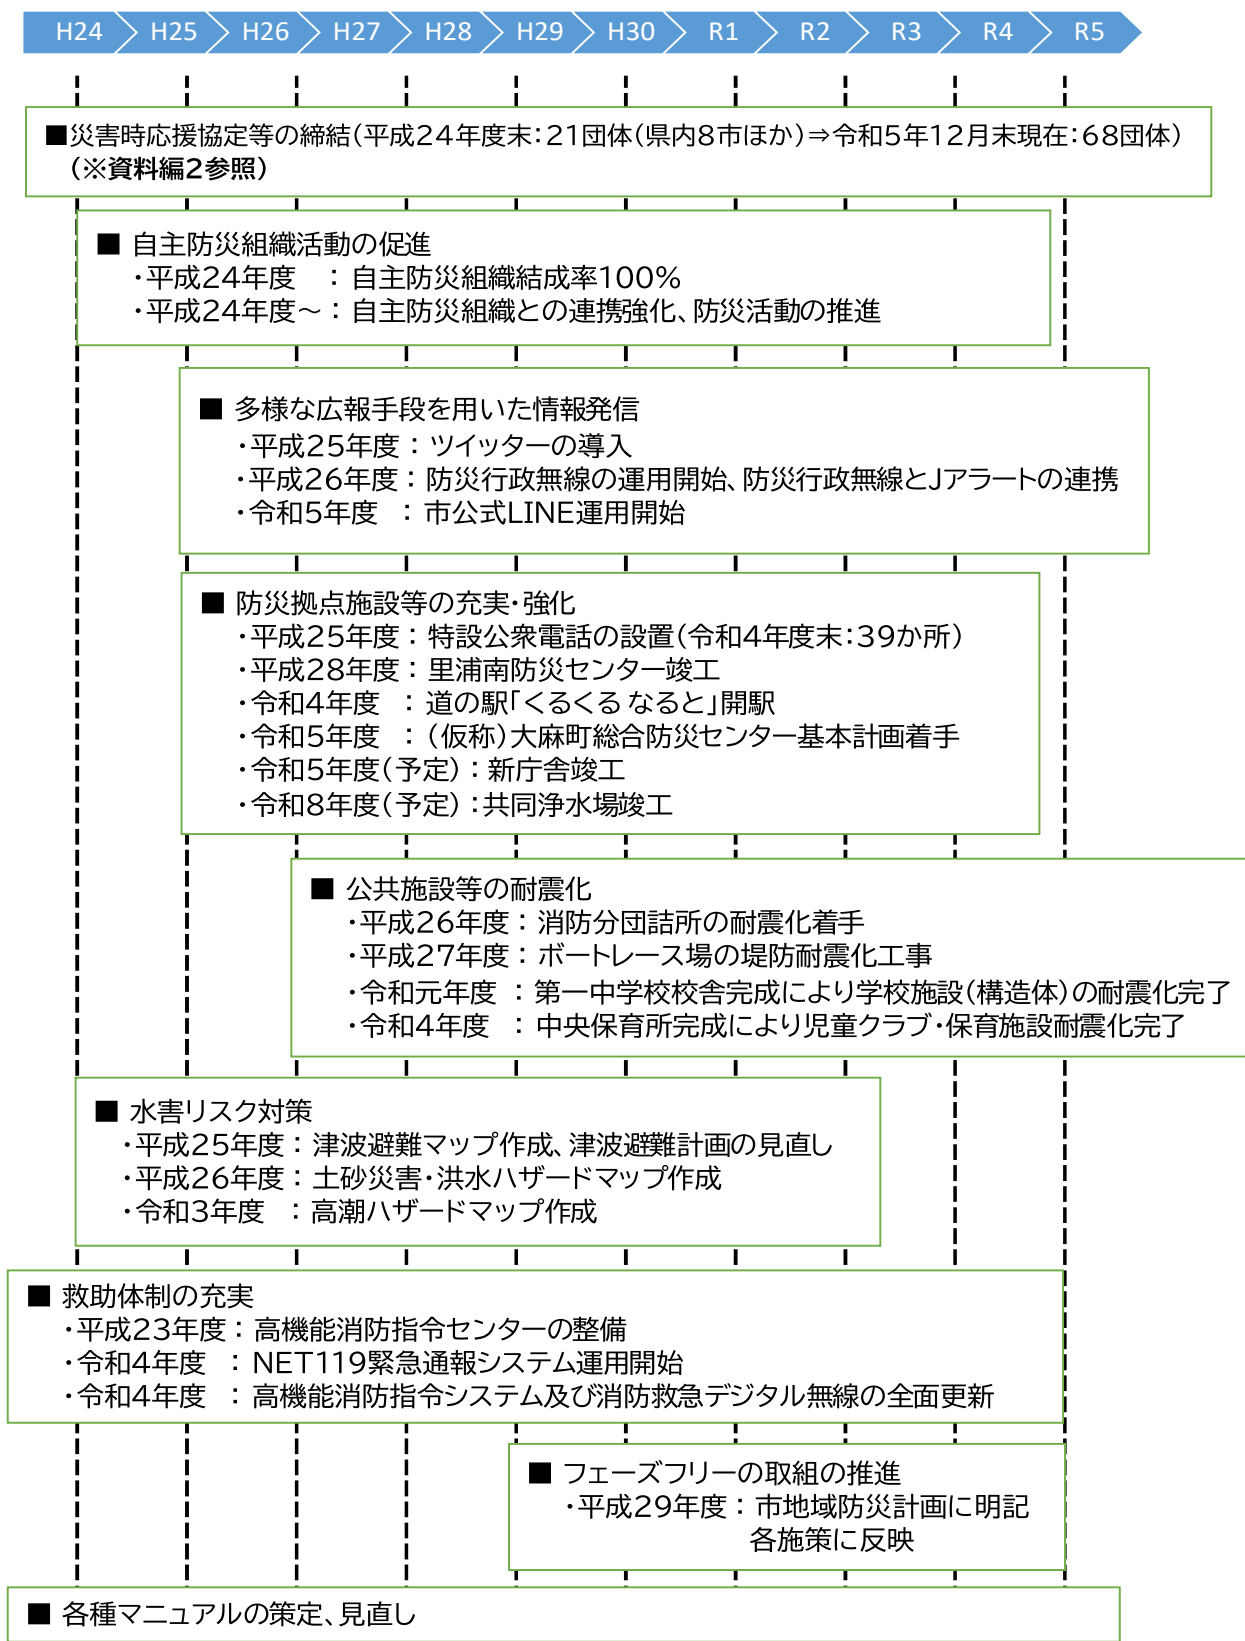 H24 H25 H26 H27 H28 H29 H30 R1 R2 R3 R4 R5
■災害時応援協定等の締結(平成24年度末:21団体(県内8市ほか)⇒令和5年12月末現在:68団体)
(※資料編2参照)
■ 自主防災組織活動の促進
・平成24年度 : 自主防災組織結成率100%
・平成24年度~ : 自主防災組織との連携強化、防災活動の推進
■ 多様な広報手段を用いた情報発信
・平成25年度 : ツイッターの導入
・平成26年度 : 防災行政無線の運用開始、防災行政無線とJアラートの連携
・令和5年度 : 市公式LINE運用開始
■ 防災拠点施設等の充実・強化
・平成25年度 : 特設公衆電話の設置(令和4年度末:39か所)
・平成28年度 : 里浦南防災センター竣工
・令和4年度 : 道の駅「くるくる なると」開駅
・令和5年度 : (仮称)大麻町総合防災センター基本計画着手
・令和5年度(予定) : 新庁舎竣工
・令和8年度(予定) : 共同浄水場竣工
■ 公共施設等の耐震化
・平成26年度 : 消防分団詰所の耐震化着手
・平成27年度 : ボートレース場の堤防耐震化工事
・令和元年度 : 第一中学校校舎完成により学校施設(構造体)の耐震化完了
・令和4年度 : 中央保育所完成により児童クラブ・保育施設耐震化完了
■ 水害リスク対策
・平成25年度 : 津波避難マップ作成、津波避難計画の見直し
・平成26年度 : 土砂災害・洪水ハザードマップ作成
・令和3年度 : 高潮ハザードマップ作成
■ 救助体制の充実
・平成23年度 : 高機能消防指令センターの整備
・令和4年度 : NET119緊急通報システム運用開始
・令和4年度 : 高機能消防指令システム及び消防救急デジタル無線の全面更新
■ フェーズフリーの取組の推進
・平成29年度 : 市地域防災計画に明記
各施策に反映
■ 各種マニュアルの策定、見直し